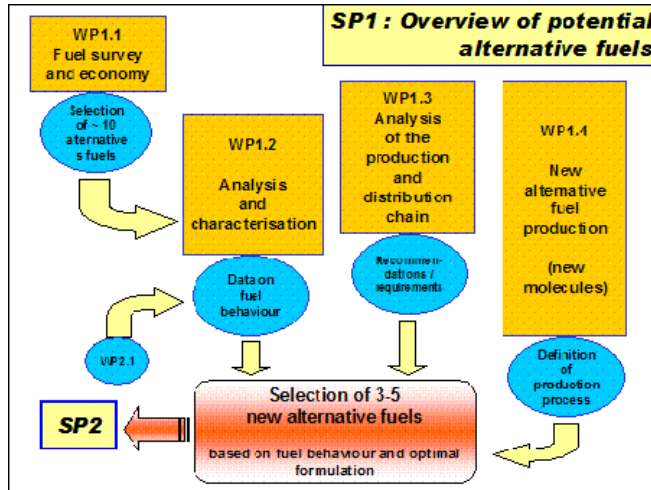 SP1 : Overview of potential
alternative fuels
WP1.1
Fuel survey
and economy
Selection
of ~ 10
aternative
s fuels
WP1.2
Analysis
and
characterisation
Data on
fuel
behaviour
WP2.1
WP1.3
Analysis
of the
production
and
distribution
chain
Recommen-
dations /
requirements
WP1.4
New
alternative
fuel
production
(new
molecules)
Definition
of
production
process
Selection of 3-5
new alternative fuels
based on fuel behaviour and optimal
formulation
SP2